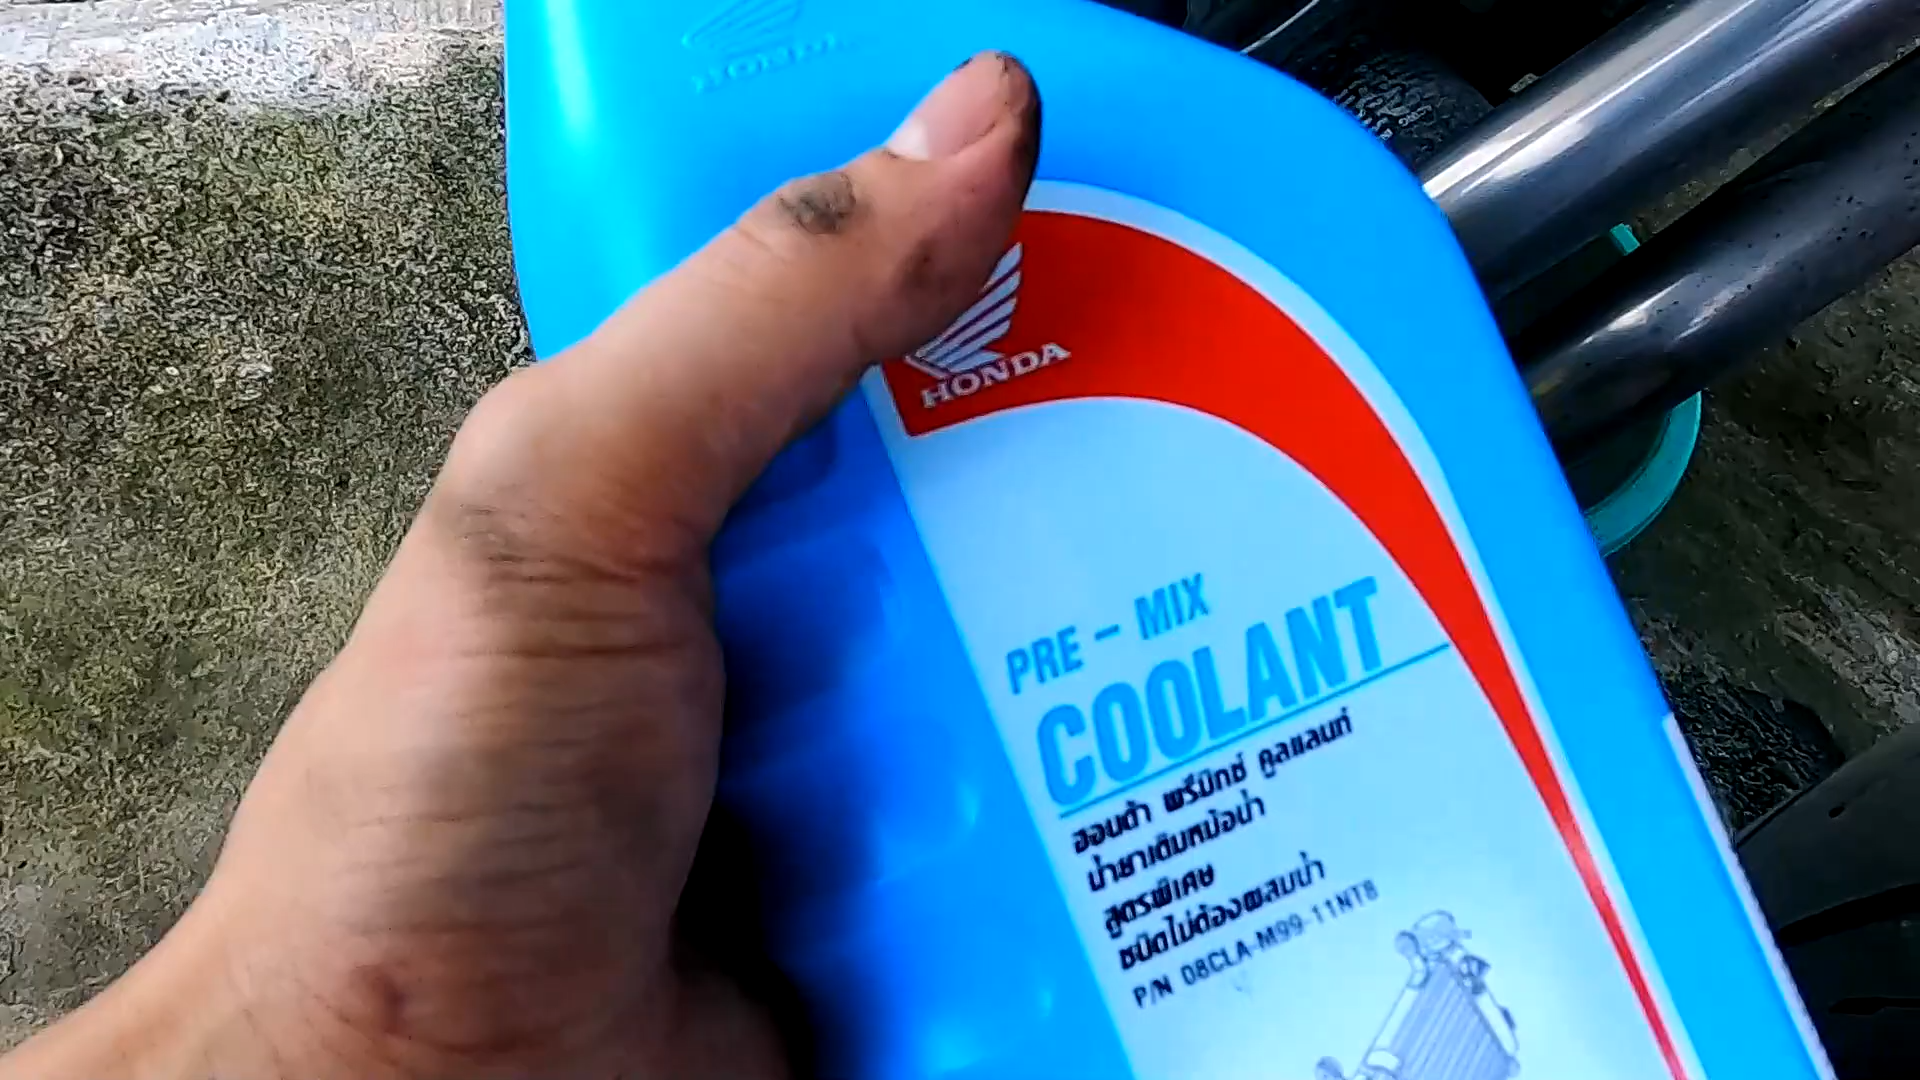 HONDA
HONDA
PRE - MIX
COOLANT
ฮอนด้า พรีมิกซ์ คูลแลนท์
น้ำยาเติมหม้อน้ำ
สูตรพิเศษ
ชนิดไม่ต้องผสมน้ำ
P/N 08CLA-M99-11NT8